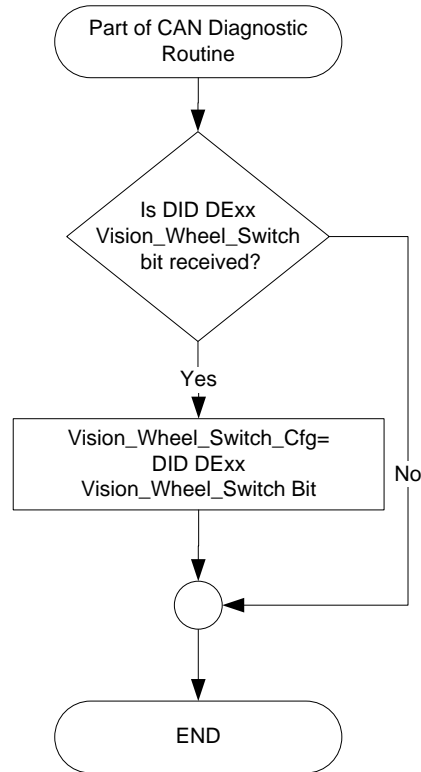 Part of CAN Diagnostic
Routine
Is DID DExx
Vision_Wheel_Switch
bit received?
Yes
Vision_Wheel_Switch_Cfg=
DID DExx
Vision_Wheel_Switch Bit
No
END